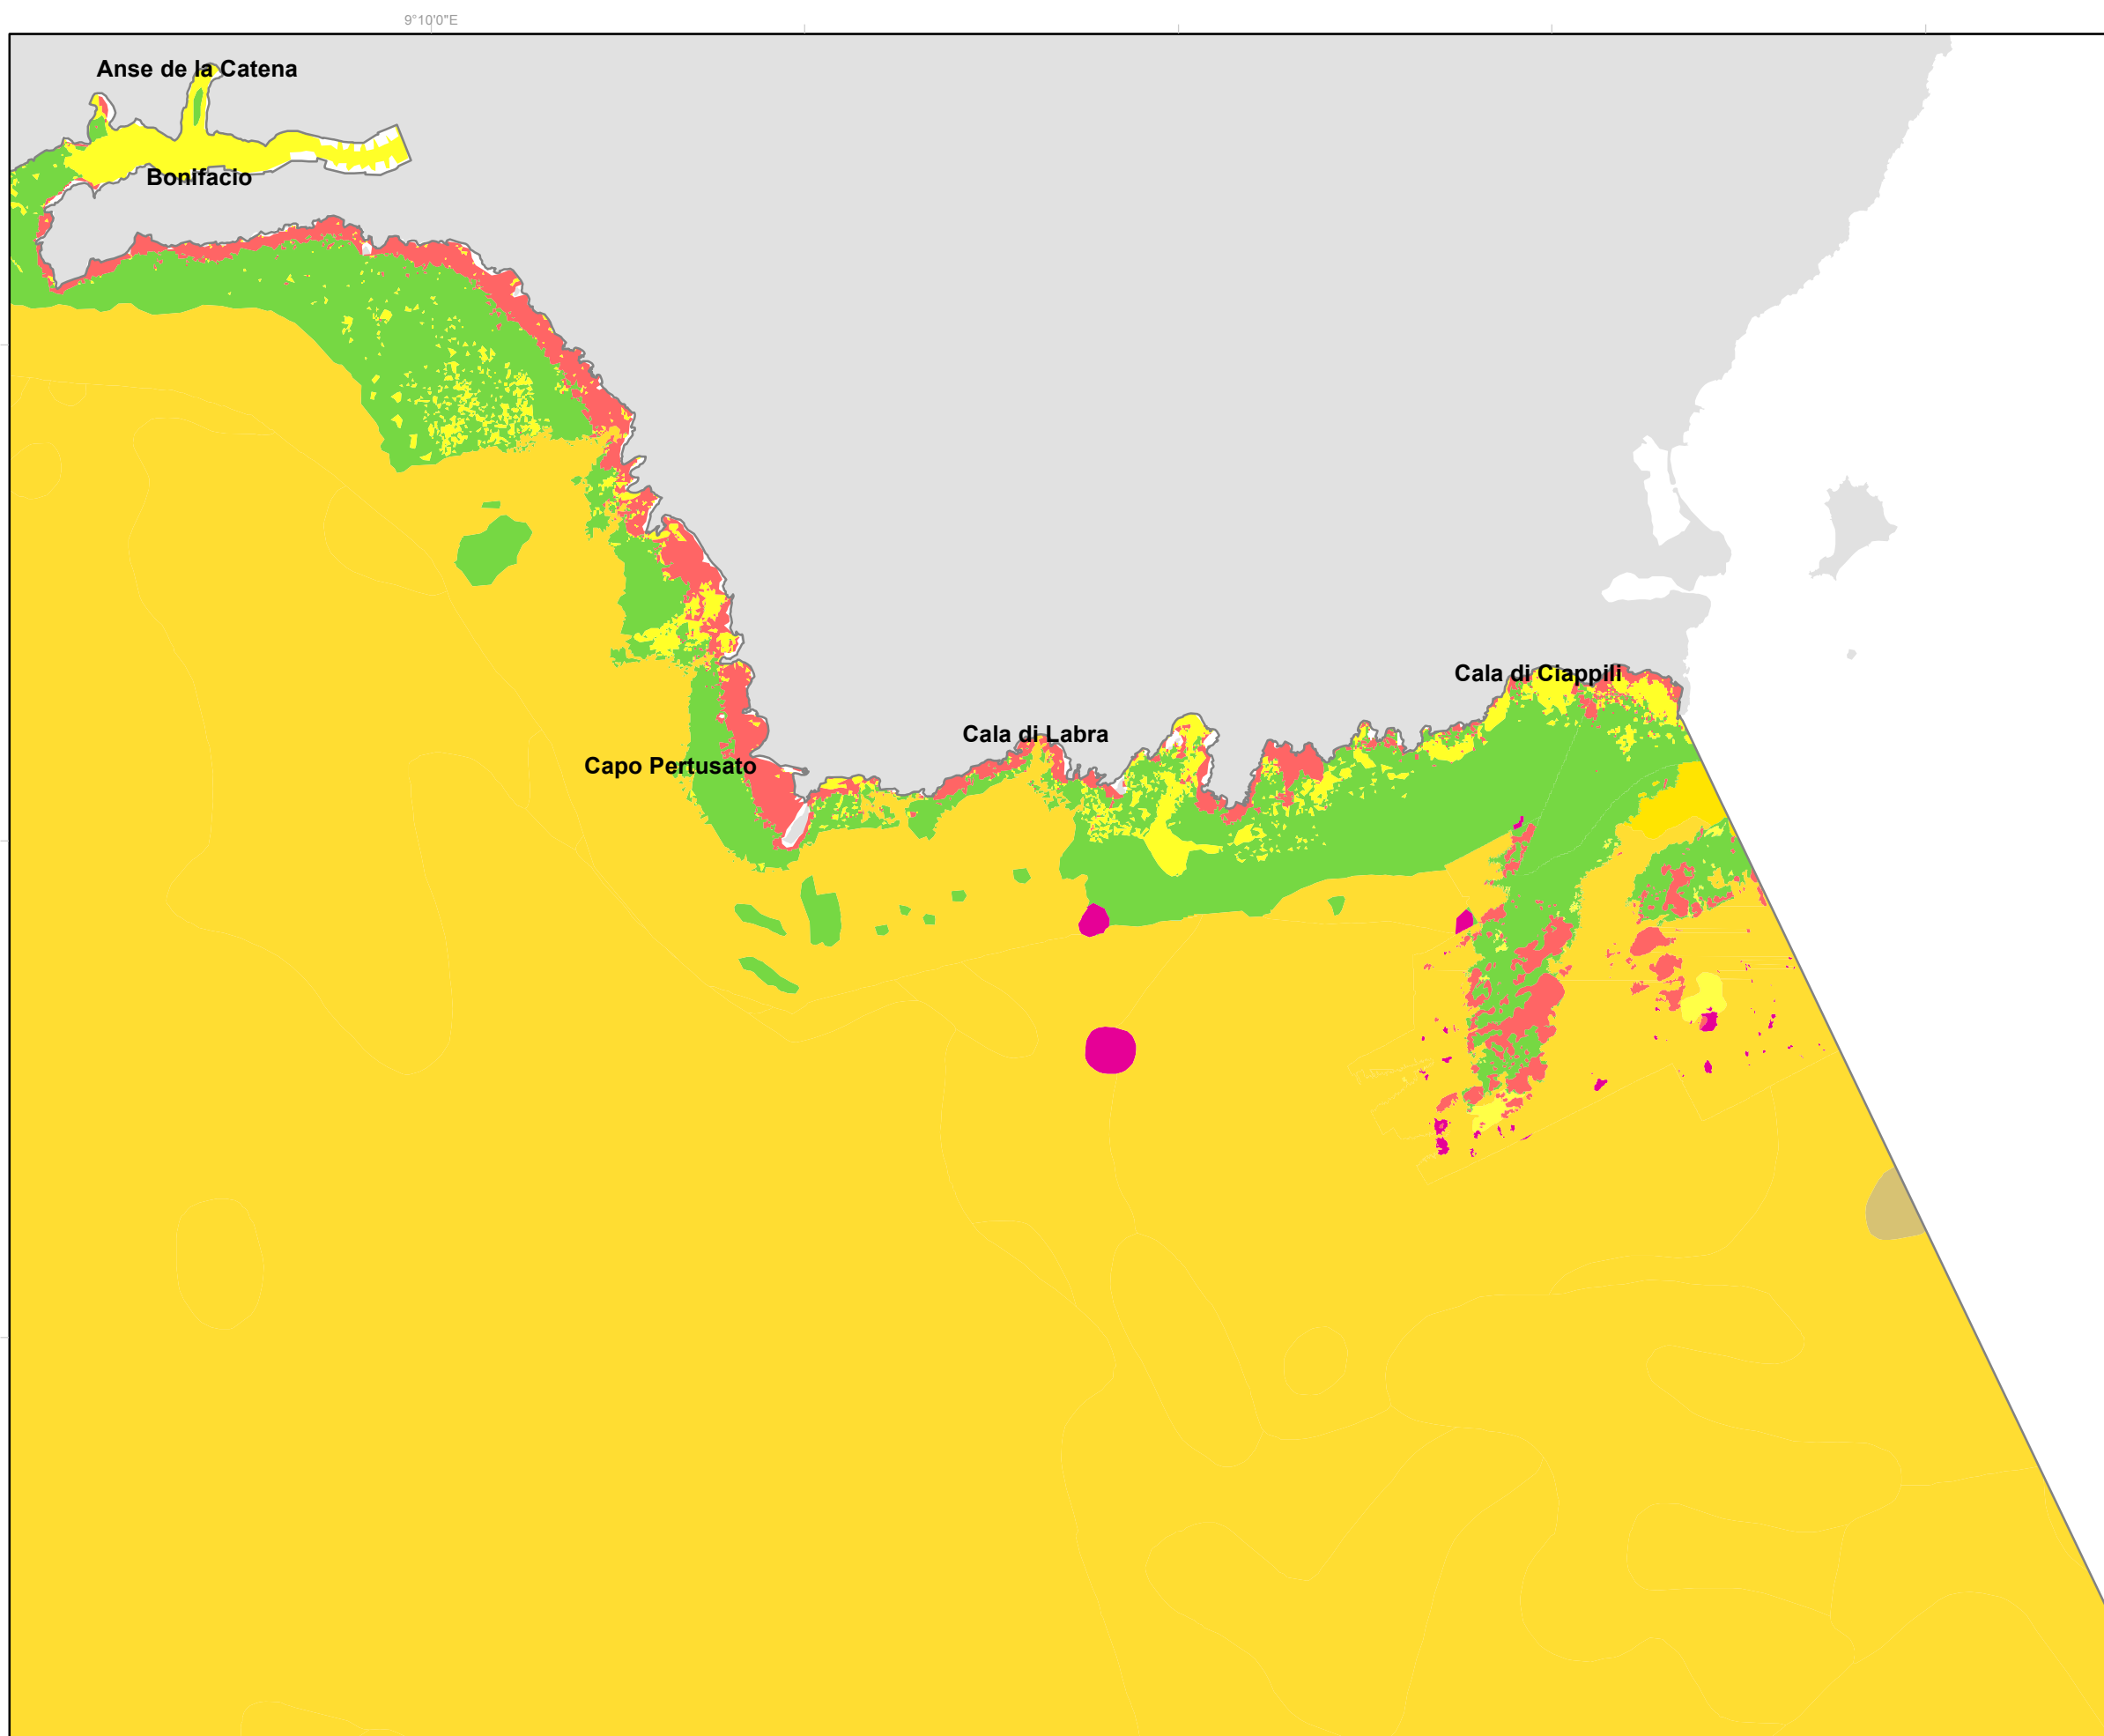 9°10'0"E
Anse de la Catena
Bonifacio
Cala di Ciappili
Cala di Labra
Capo Pertusato